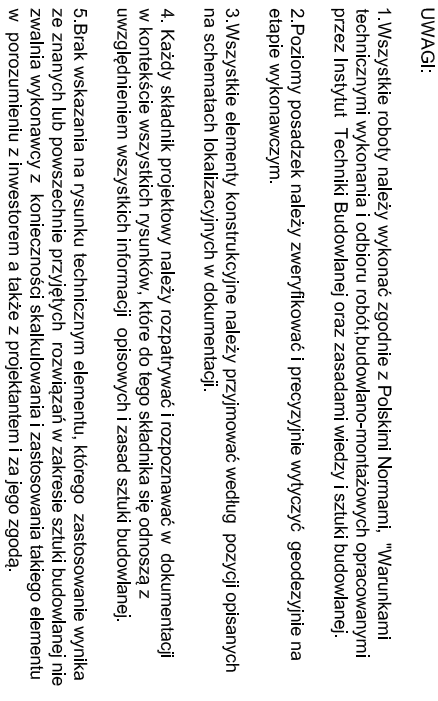 UWAGI:
1.Wszystkie roboty należy wykonać zgodnie z Polskimi Normami, "Warunkami
technicznymi wykonania i odbioru robót,budowlano-montażowych opracowanymi
przez Instytut Techniki Budowlanej oraz zasadami wiedzy i sztuki budowlanej.
2.Poziomy posadzek należy zweryfikować i precyzyjnie wytyczyć geodezyjnie na
etapie wykonawczym.
3.Wszystkie elementy konstrukcyjne należy przyjmować według pozycji opisanych
na schematach lokalizacyjnych w dokumentacji.
4. Każdy składnik projektowy należy rozpatrywać i rozpoznawać w dokumentacji
w kontekście wszystkich rysunków, które do tego składnika się odnoszą z
uwzględnieniem wszystkich informacji opisowych i zasad sztuki budowlanej.
5.Brak wskazania na rysunku technicznym elementu, którego zastosowanie wynika
ze znanych lub powszechnie przyjętych rozwiązań w zakresie sztuki budowlanej nie
zwalnia wykonawcy z konieczności skalkulowania i zastosowania takiego elementu
w porozumieniu z inwestorem a także z projektantem i za jego zgodą.